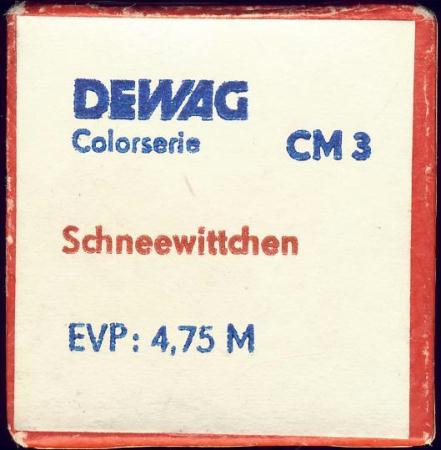 DEWAG
Colorserie CM 3
Schneewittchen
EVP: 4,75 M